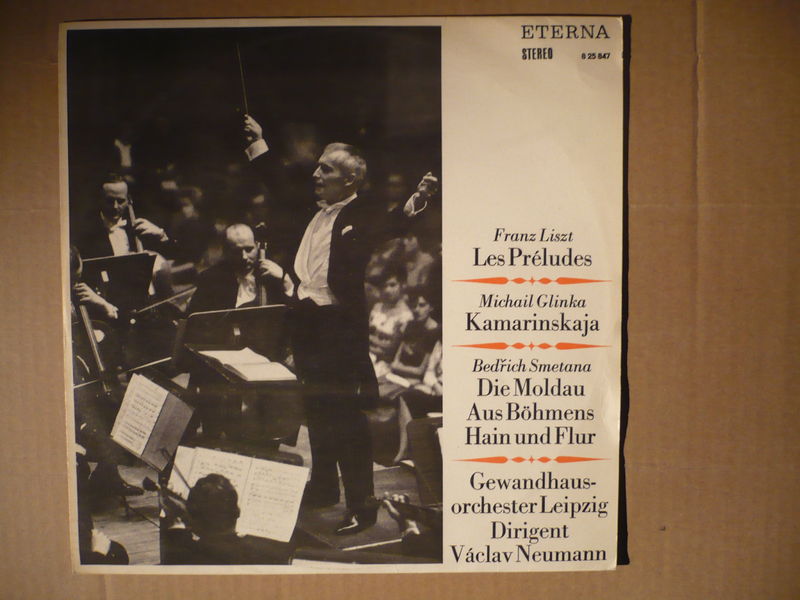 ETERNA
STEREO 8 25 847
Franz Liszt
Les Préludes
Michail Glinka
Kamarinskaja
Bedřich Smetana
Die Moldau
Aus Böhmens
Hain und Flur
Gewandhaus-
orchester Leipzig
Dirigent
Václav Neumann